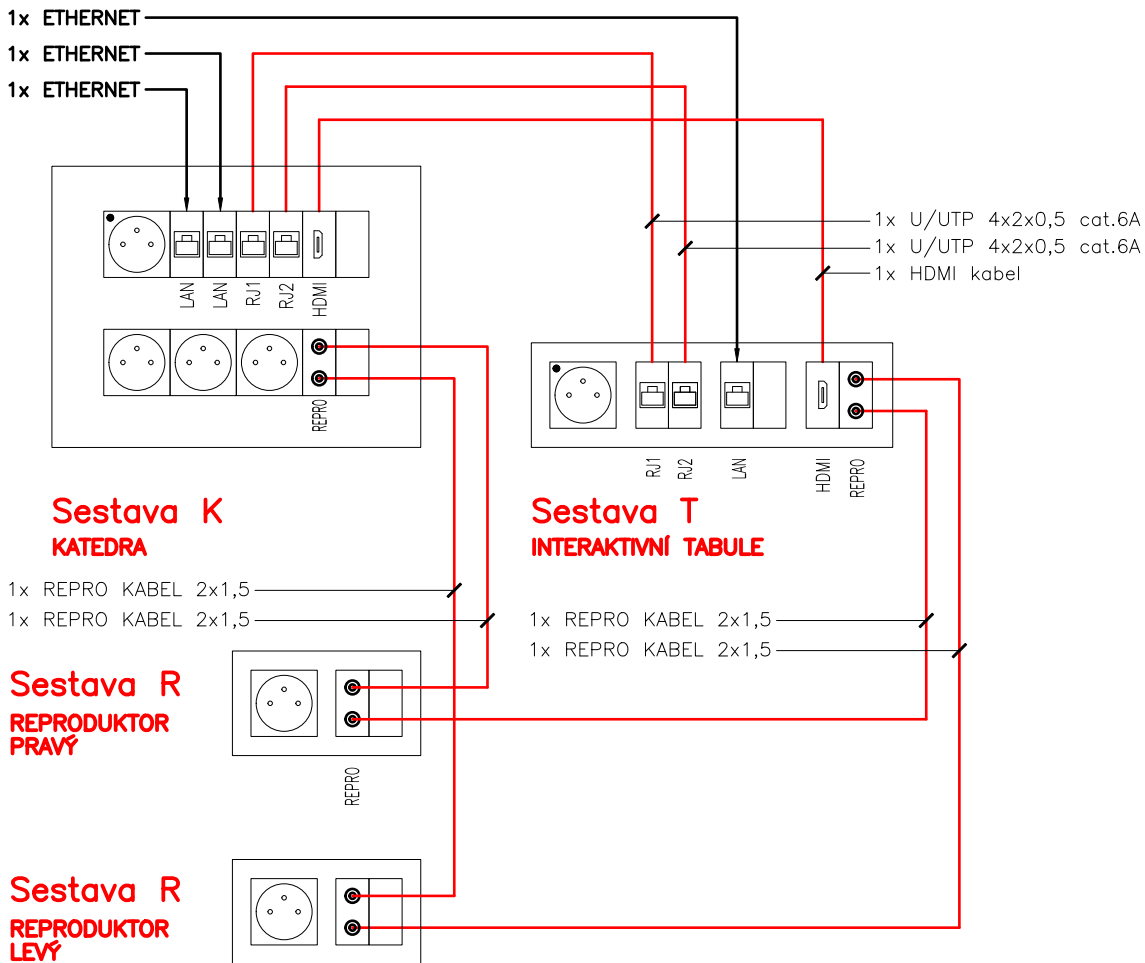 1x ETHERNET
1x ETHERNET
1x ETHERNET
1x U/UTP 4x2x0,5 cat.6A
1x U/UTP 4x2x0,5 cat.6A
1x HDMI kabel
LAN
LAN
RJ1
RJ2
HDMI
REPRO
RJ1
RJ2
LAN
HDMI
REPRO
Sestava K
KATEDRA
Sestava T
INTERAKTIVNÍ TABULE
1x REPRO KABEL 2x1,5
1x REPRO KABEL 2x1,5
1x REPRO KABEL 2x1,5
1x REPRO KABEL 2x1,5
Sestava R
REPRODUKTOR
PRAVÝ
REPRO
Sestava R
REPRODUKTOR
LEVÝ